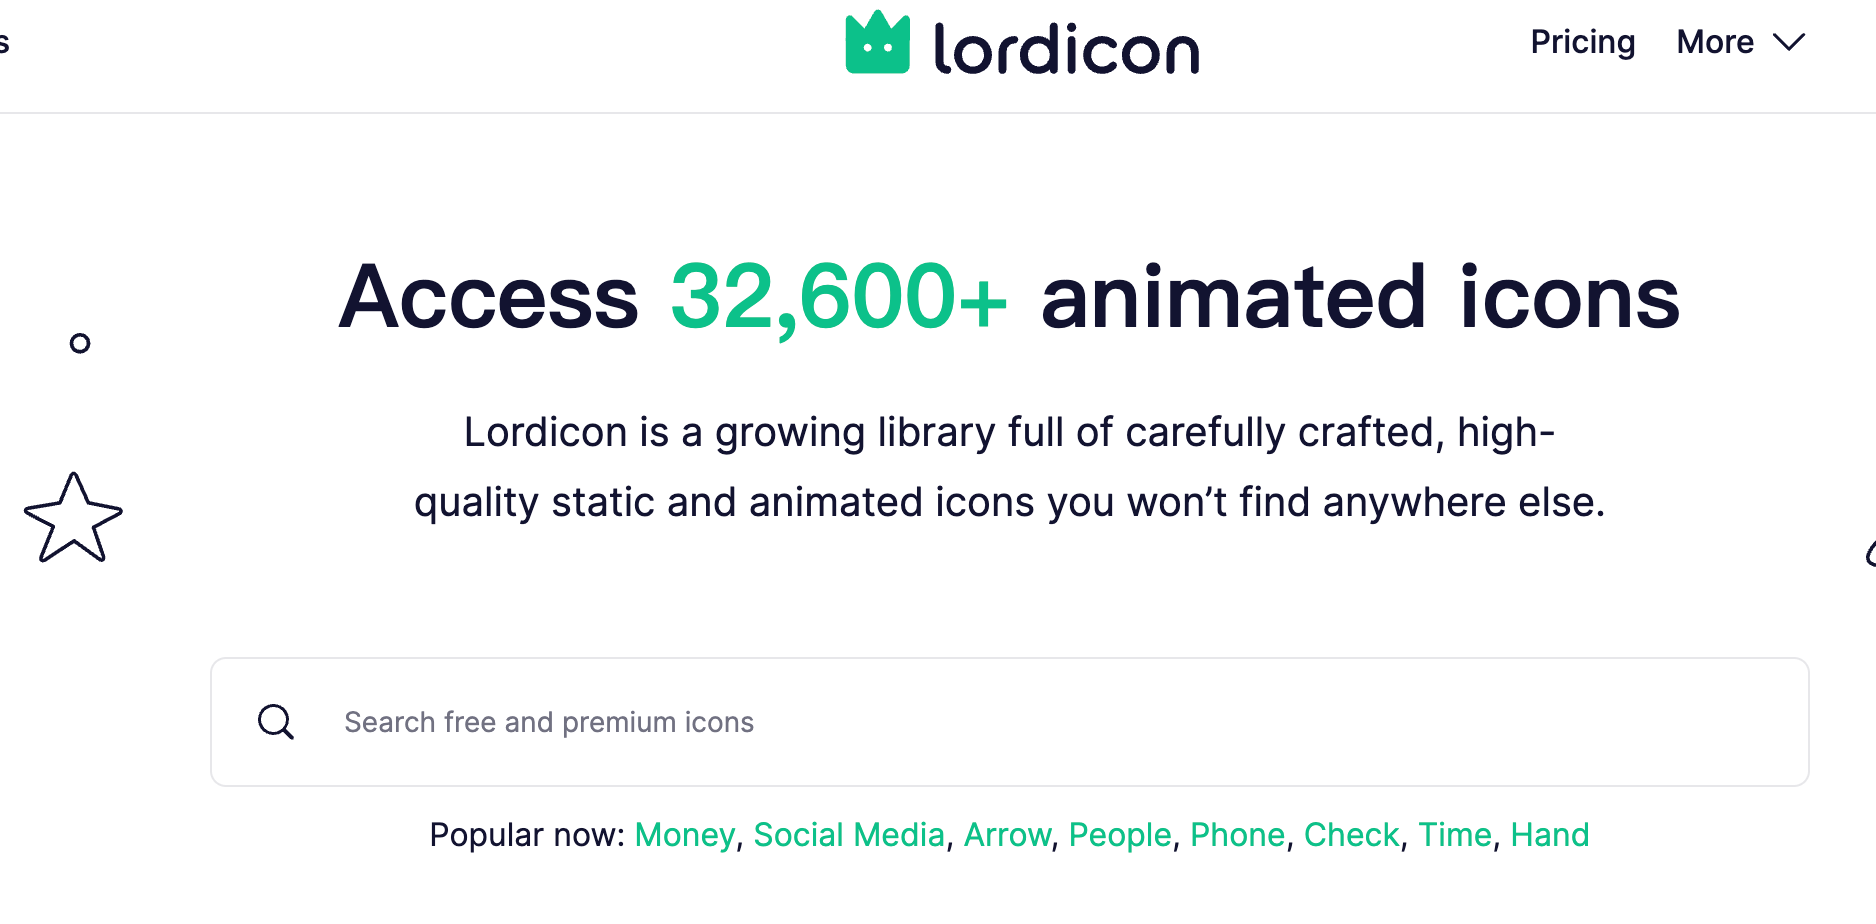 s
lordicon
Pricing
More
Access 32,600+ animated icons
Lordicon is a growing library full of carefully crafted, high-
quality static and animated icons you won’t find anywhere else.
Search free and premium icons
Popular now: Money, Social Media, Arrow, People, Phone, Check, Time, Hand